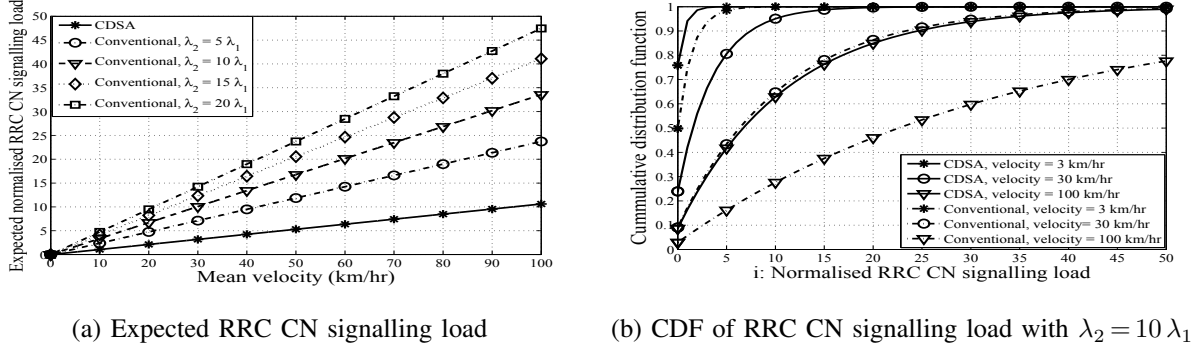 Expected normalised RRC CN signalling load
50
45
40
35
30
25
20
15
10
5
0
CDSA
Conventional, λ2 = 5 λ1
Conventional, λ2 = 10 λ1
Conventional, λ2 = 15 λ1
Conventional, λ2 = 20 λ1
0 10 20 30 40 50 60 70 80 90 100
Mean velocity (km/hr)
(a) Expected RRC CN signalling load
Cummulative distribution function
1
0.9
0.8
0.7
0.6
0.5
0.4
0.3
0.2
0.1
0
CDSA, velocity = 3 km/hr
CDSA, velocity = 30 km/hr
CDSA, velocity = 100 km/hr
Conventional, velocity = 3 km/hr
Conventional, velocity= 30 km/hr
Conventional, velocity = 100 km/hr
0 5 10 15 20 25 30 35 40 45 50
i: Normalised RRC CN signalling load
(b) CDF of RRC CN signalling load with λ2 = 10 λ1